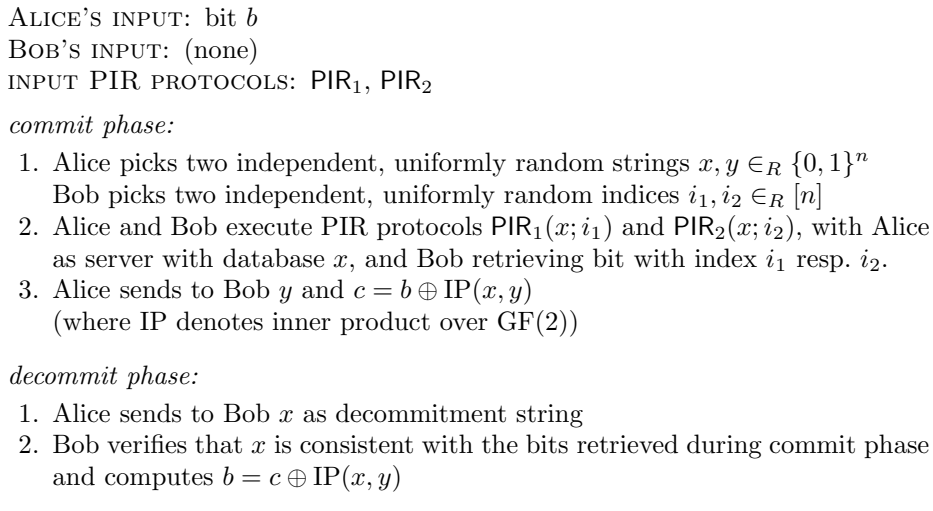 ALICE'S INPUT: bit b
BOB'S INPUT: (none)
INPUT PIR PROTOCOLS: PIR₁, PIR₂
commit phase:
1. Alice picks two independent, uniformly random strings x, y ∈_R {0, 1}ⁿ
Bob picks two independent, uniformly random indices i₁, i₂ ∈_R [n]
2. Alice and Bob execute PIR protocols PIR₁(x; i₁) and PIR₂(x; i₂), with Alice
as server with database x, and Bob retrieving bit with index i₁ resp. i₂.
3. Alice sends to Bob y and c = b ⊕ IP(x, y)
(where IP denotes inner product over GF(2))
decommit phase:
1. Alice sends to Bob x as decommitment string
2. Bob verifies that x is consistent with the bits retrieved during commit phase
and computes b = c ⊕ IP(x, y)